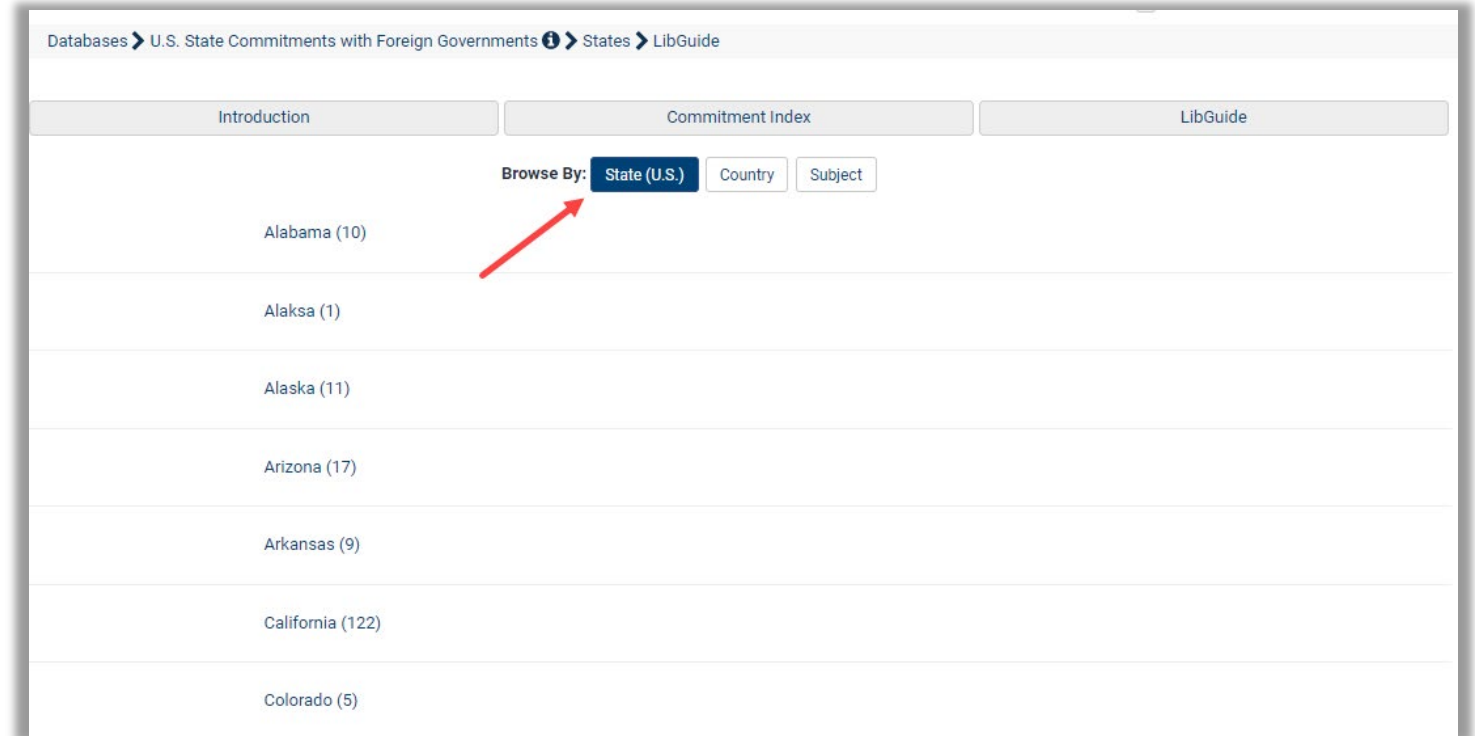 Databases > U.S. State Commitments with Foreign Governments > States > LibGuide
Introduction Commitment Index LibGuide
Browse By: State (U.S.) Country Subject
Alabama (10)
Alaksa (1)
Alaska (11)
Arizona (17)
Arkansas (9)
California (122)
Colorado (5)